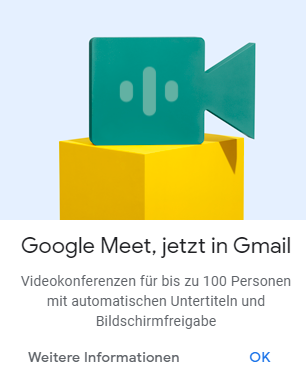 Google Meet, jetzt in Gmail
Videokonferenzen für bis zu 100 Personen
mit automatischen Untertiteln und
Bildschirmfreigabe
Weitere Informationen OK